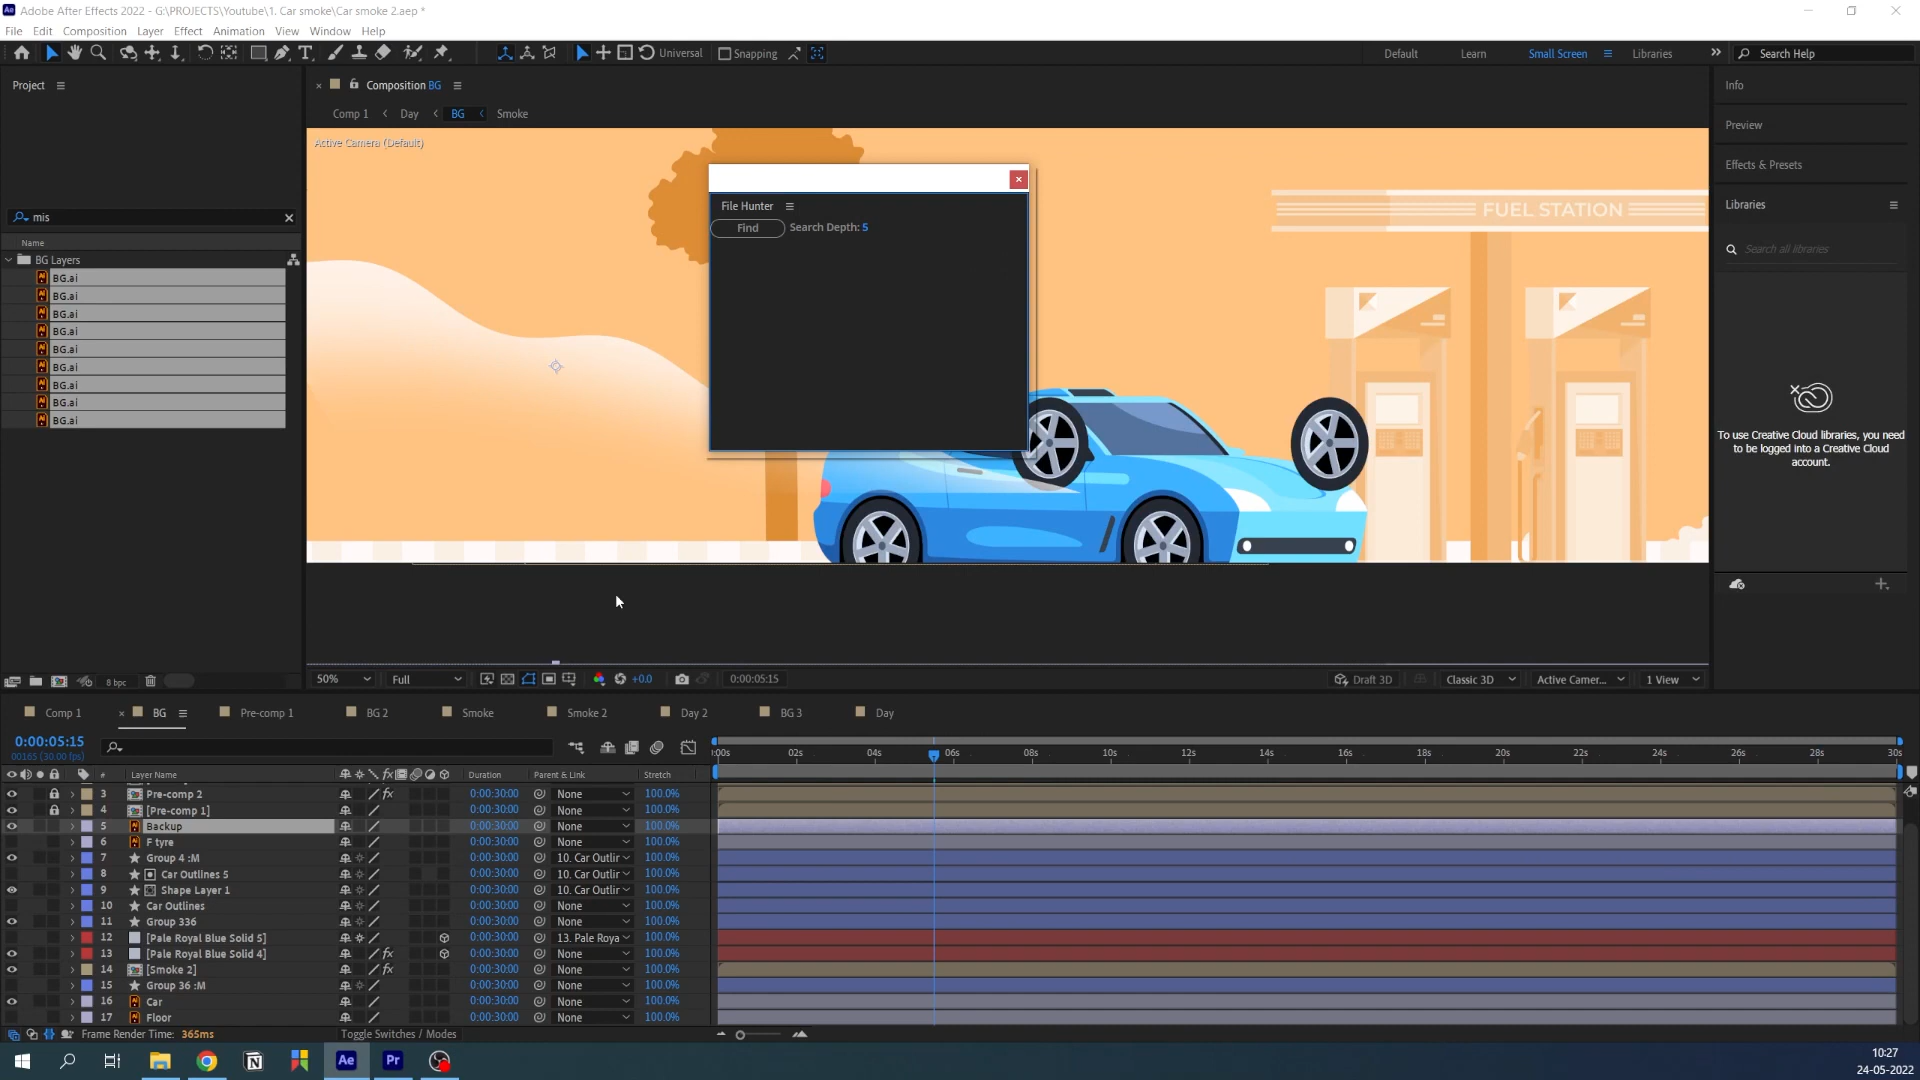 Adobe After Effects 2022 - G:\PROJECTS\Youtube\1. Car smoke\Car smoke 2.aep *
File Edit Composition Layer Effect Animation View Window Help
Universal Snapping Default Learn Small Screen Libraries Search Help
Project
Composition BG
Info
Comp 1 Day BG Smoke
Active Camera (Default)
Preview
Effects & Presets
Libraries
Search all libraries
To use Creative Cloud libraries, you need
to be logged into a Creative Cloud
account.
mis
Name
BG Layers
BG.ai
BG.ai
BG.ai
BG.ai
BG.ai
BG.ai
BG.ai
BG.ai
BG.ai
File Hunter
Find Search Depth: 5
FUEL STATION
8 bpc
50% Full +0.0 0:00:05:15 Draft 3D Classic 3D Active Camer... 1 View
Comp 1 BG Pre-comp 1 BG 2 Smoke Smoke 2 Day 2 BG 3 Day
0:00:05:15
00165 (30.00 fps)
:00s 02s 04s 06s 08s 10s 12s 14s 16s 18s 20s 22s 24s 26s 28s 30s
# Layer Name Duration Parent & Link Stretch
3 Pre-comp 2 0:00:30:00 None 100.0%
4 [Pre-comp 1] 0:00:30:00 None 100.0%
5 Backup 0:00:30:00 None 100.0%
6 F tyre 0:00:30:00 None 100.0%
7 Group 4 :M 0:00:30:00 10. Car Outlir 100.0%
8 Car Outlines 5 0:00:30:00 10. Car Outlir 100.0%
9 Shape Layer 1 0:00:30:00 10. Car Outlir 100.0%
10 Car Outlines 0:00:30:00 None 100.0%
11 Group 336 0:00:30:00 None 100.0%
12 [Pale Royal Blue Solid 5] 0:00:30:00 13. Pale Roya 100.0%
13 [Pale Royal Blue Solid 4] 0:00:30:00 None 100.0%
14 [Smoke 2] 0:00:30:00 None 100.0%
15 Group 36 :M 0:00:30:00 None 100.0%
16 Car 0:00:30:00 None 100.0%
17 Floor 0:00:30:00 None 100.0%
Frame Render Time: 365ms Toggle Switches / Modes
Ae Pr
10:27
24-05-2022